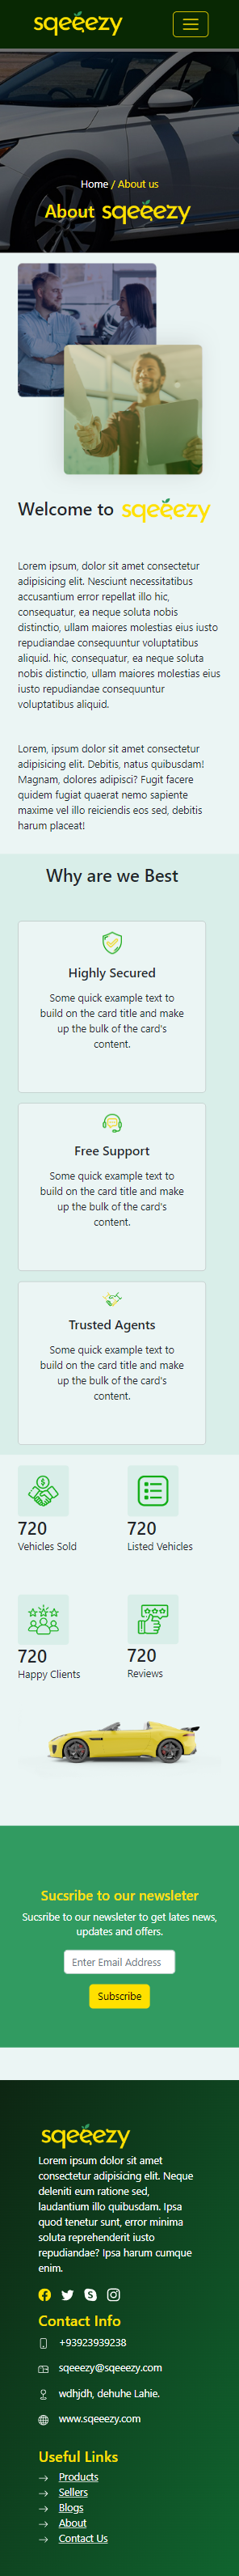 sqeeezy
Home / About us
About sqeeezy
Welcome to sqeeezy
Lorem ipsum, dolor sit amet consectetur
adipisicing elit. Nesciunt necessitatibus
accusantium error repellat illo hic,
consequatur, ea neque soluta nobis
distinctio, ullam maiores molestias eius iusto
repudiandae consequuntur voluptatibus
aliquid. hic, consequatur, ea neque soluta
nobis distinctio, ullam maiores molestias eius
iusto repudiandae consequuntur
voluptatibus aliquid.
Lorem, ipsum dolor sit amet consectetur
adipisicing elit. Debitis, natus quibusdam!
Magnam, dolores adipisci? Fugit facere
quidem fugiat quaerat nemo sapiente
maxime vel illo reiciendis eos sed, debitis
harum placeat!
Why are we Best
Highly Secured
Some quick example text to
build on the card title and make
up the bulk of the card's
content.
Free Support
Some quick example text to
build on the card title and make
up the bulk of the card's
content.
Trusted Agents
Some quick example text to
build on the card title and make
up the bulk of the card's
content.
720
Vehicles Sold
720
Listed Vehicles
720
Happy Clients
720
Reviews
Sucsribe to our newsleter
Sucsribe to our newsleter to get lates news,
updates and offers.
Enter Email Address
Subscribe
sqeeezy
Lorem ipsum dolor sit amet
consectetur adipisicing elit. Neque
deleniti eum ratione sed,
laudantium illo quibusdam. Ipsa
quod tenetur sunt, error minima
soluta reprehenderit iusto
repudiandae? Ipsa harum cumque
enim.
Contact Info
+93923939238
sqeeezy@sqeeezy.com
wdhjdh, dehuhe Lahie.
www.sqeeezy.com
Useful Links
Products
Sellers
Blogs
About
Contact Us